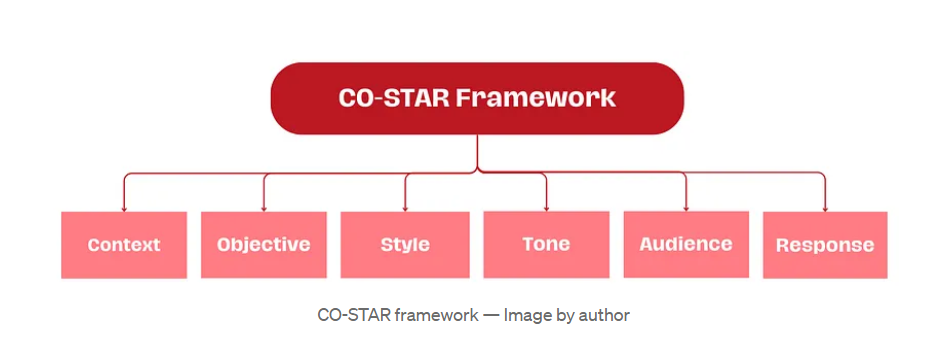 CO-STAR Framework
Context
Objective
Style
Tone
Audience
Response
CO-STAR framework — Image by author